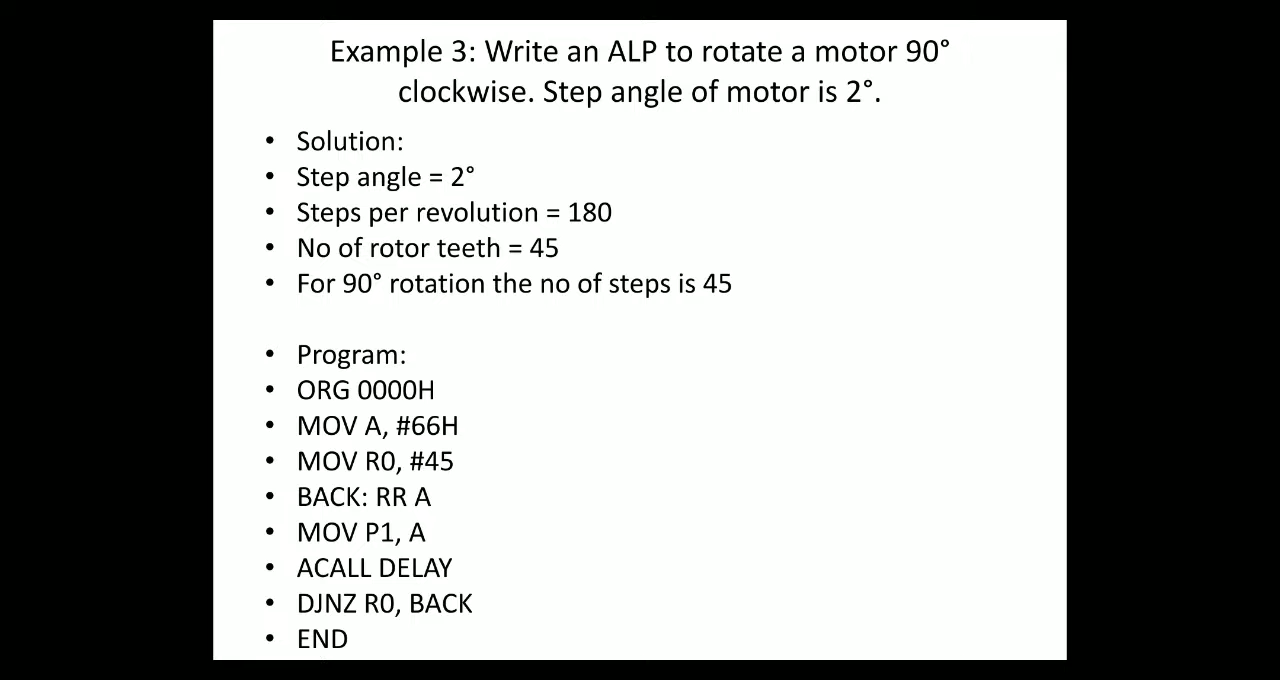 Example 3: Write an ALP to rotate a motor 90°
clockwise. Step angle of motor is 2°.
• Solution:
• Step angle = 2°
• Steps per revolution = 180
• No of rotor teeth = 45
• For 90° rotation the no of steps is 45
• Program:
• ORG 0000H
• MOV A, #66H
• MOV R0, #45
• BACK: RR A
• MOV P1, A
• ACALL DELAY
• DJNZ R0, BACK
• END